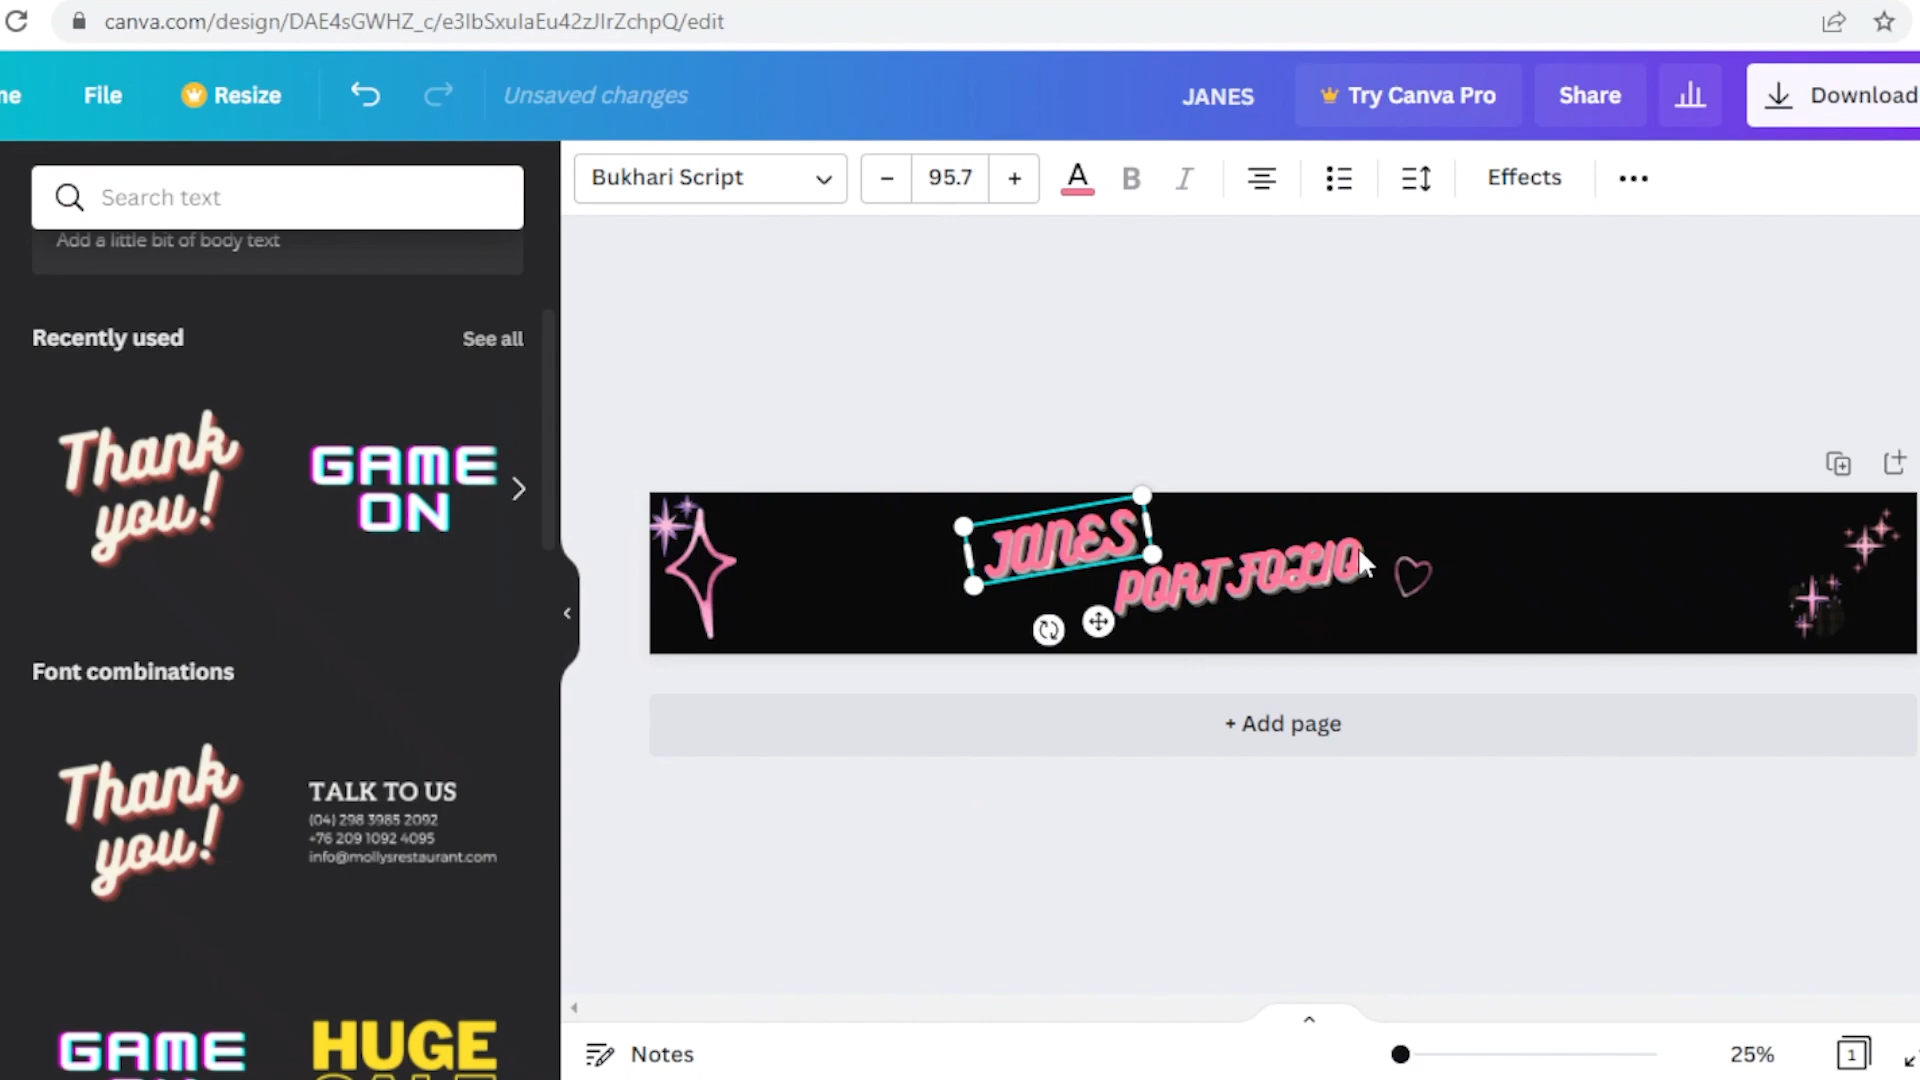 canva.com/design/DAE4sGWHZ_c/e3lbSxulaEu42zJlrZchpQ/edit
File
Resize
Unsaved changes
JANES
Try Canva Pro
Share
Download
Search text
Bukhari Script
95.7
A
B
I
Effects
Add a little bit of body text
Recently used
See all
Thank
you!
GAME
ON
JANES
PORTFOLIO
Font combinations
+ Add page
Thank
you!
TALK TO US
(04) 298 3985 2092
+76 209 1092 4095
info@mollysrestaurant.com
GAME
HUGE
Notes
25%
1